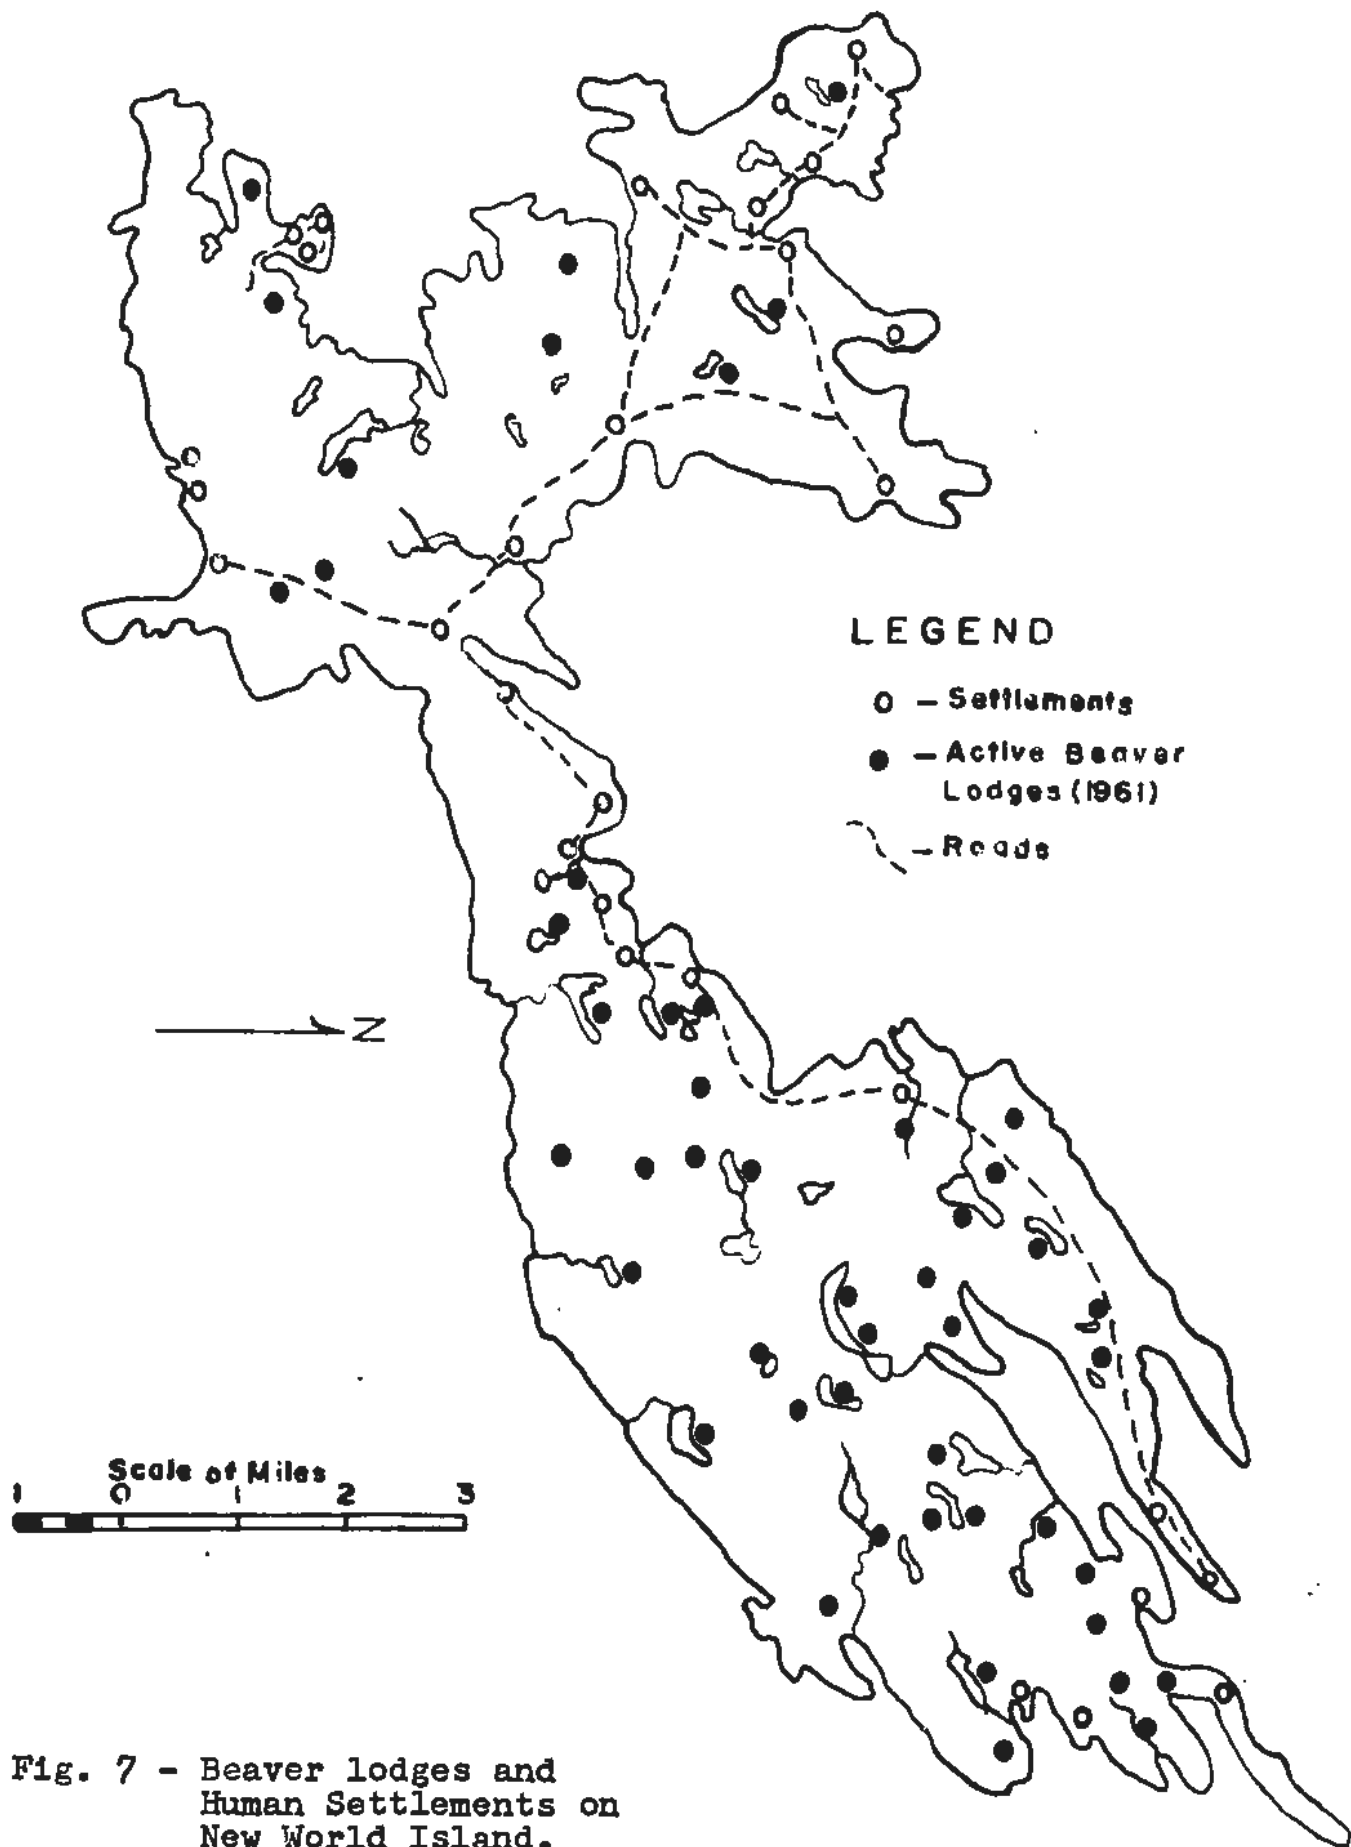 LEGEND
O – Settlements
● – Active Beaver
Lodges (1961)
– Roads
N
Scale of Miles
1 0 1 2 3
Fig. 7 - Beaver lodges and
Human Settlements on
New World Island.